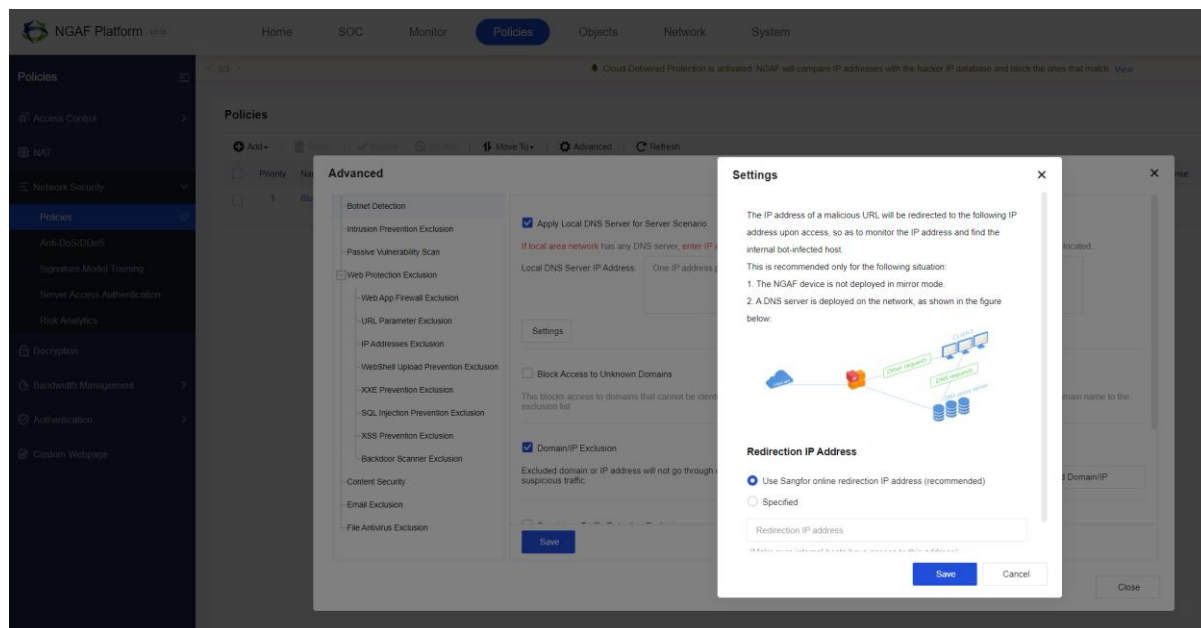 NGAF Platform
Home
SOC
Monitor
Policies
Objects
Network
System
Policies
Cloud-Delivered Protection is activated. NGAF will compare IP addresses with the hacker IP database and block the ones that match View
Access Control
NAT
Network Security
Policies
Anti-DoS/DDoS
Signature Model Training
Server Access Authentication
Risk Analytics
Decryption
Bandwidth Management
Authentication
Custom Webpage
Policies
Add
Move To
Advanced
Refresh
Priority
1
Advanced
Botnet Detection
Intrusion Prevention Exclusion
Passive Vulnerability Scan
Web Protection Exclusion
Web App Firewall Exclusion
URL Parameter Exclusion
IP Addresses Exclusion
WebShell Upload Prevention Exclusion
XXE Prevention Exclusion
SQL Injection Prevention Exclusion
XSS Prevention Exclusion
Backdoor Scanner Exclusion
Content Security
Email Exclusion
File Antivirus Exclusion
Apply Local DNS Server for Server Scenario
If local area network has any DNS server, enter IP
located.
Local DNS Server IP Address
One IP address
Settings
Block Access to Unknown Domains
This blocks access to domains that cannot be
name to the
exclusion list
Domain/IP Exclusion
Excluded domain or IP address will not go through
suspicious traffic
Domain/IP
Save
Close
Settings
The IP address of a malicious URL will be redirected to the following IP
address upon access, so as to monitor the IP address and find the
internal bot-infected host.
This is recommended only for the following situation:
1. The NGAF device is not deployed in mirror mode.
2. A DNS server is deployed on the network, as shown in the figure
below:
CLIENT
Other requests
DNS requests
DNS proxy server
Redirection IP Address
Use Sangfor online redirection IP address (recommended)
Specified
Redirection IP address
Save
Cancel